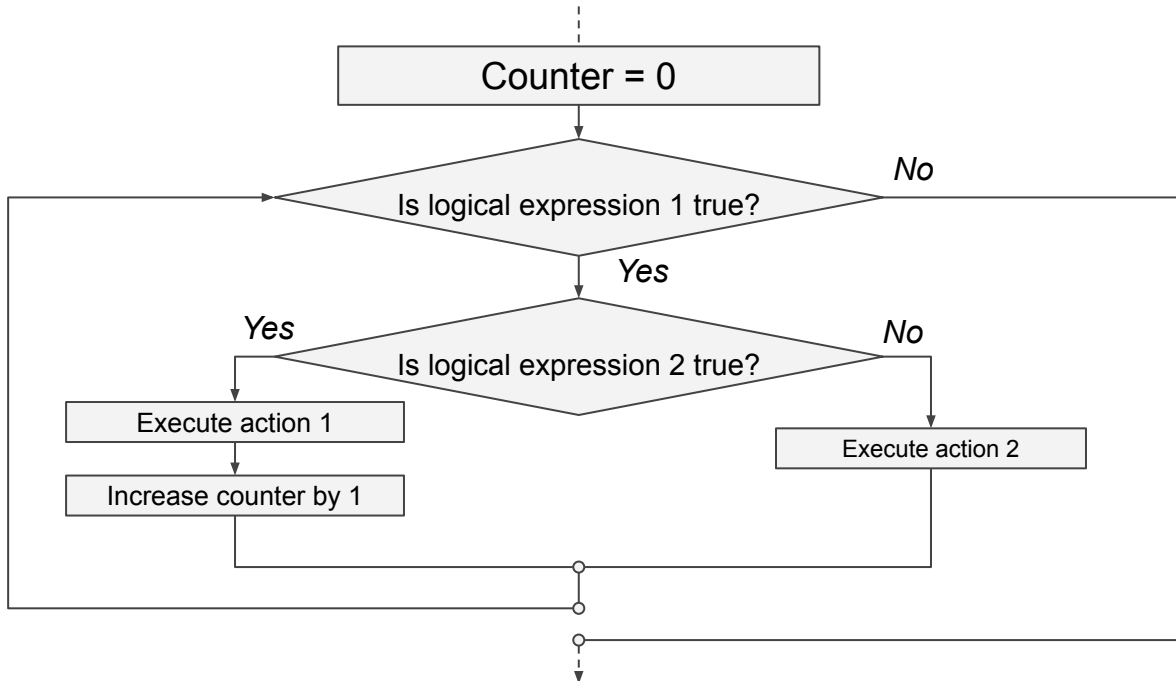 Counter = 0
No
Is logical expression 1 true?
Yes
Yes
No
Is logical expression 2 true?
Execute action 1
Execute action 2
Increase counter by 1